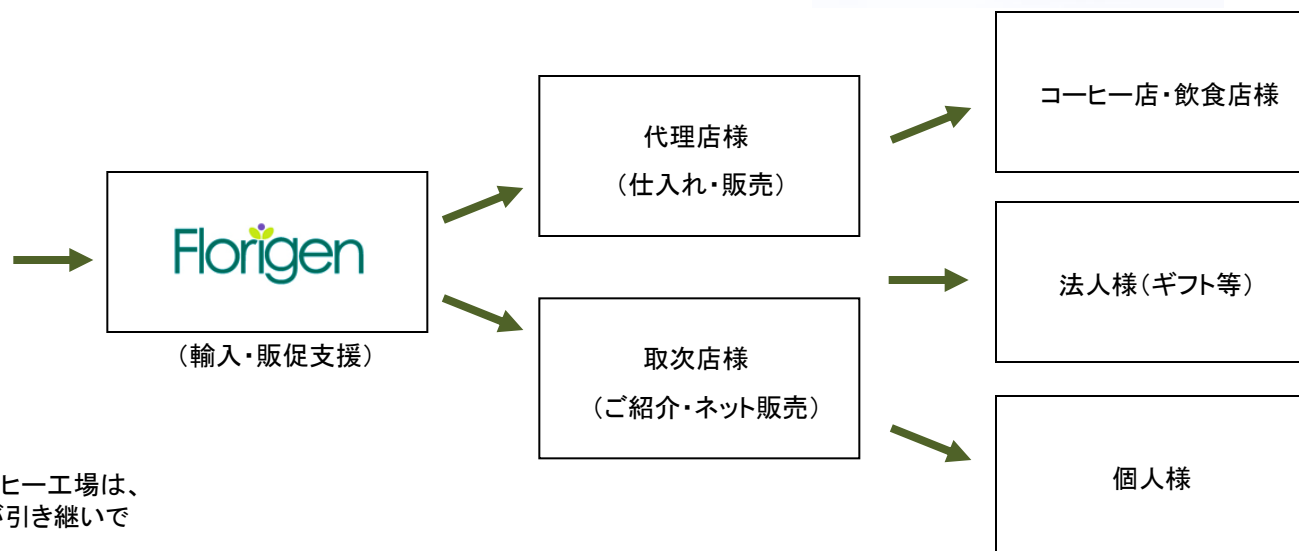 Florigen
（輸入・販促支援）
代理店様
（仕入れ・販売）
取次店様
（ご紹介・ネット販売）
コーヒー店・飲食店様
法人様（ギフト等）
個人様
ヒー工場は、
引き継いで